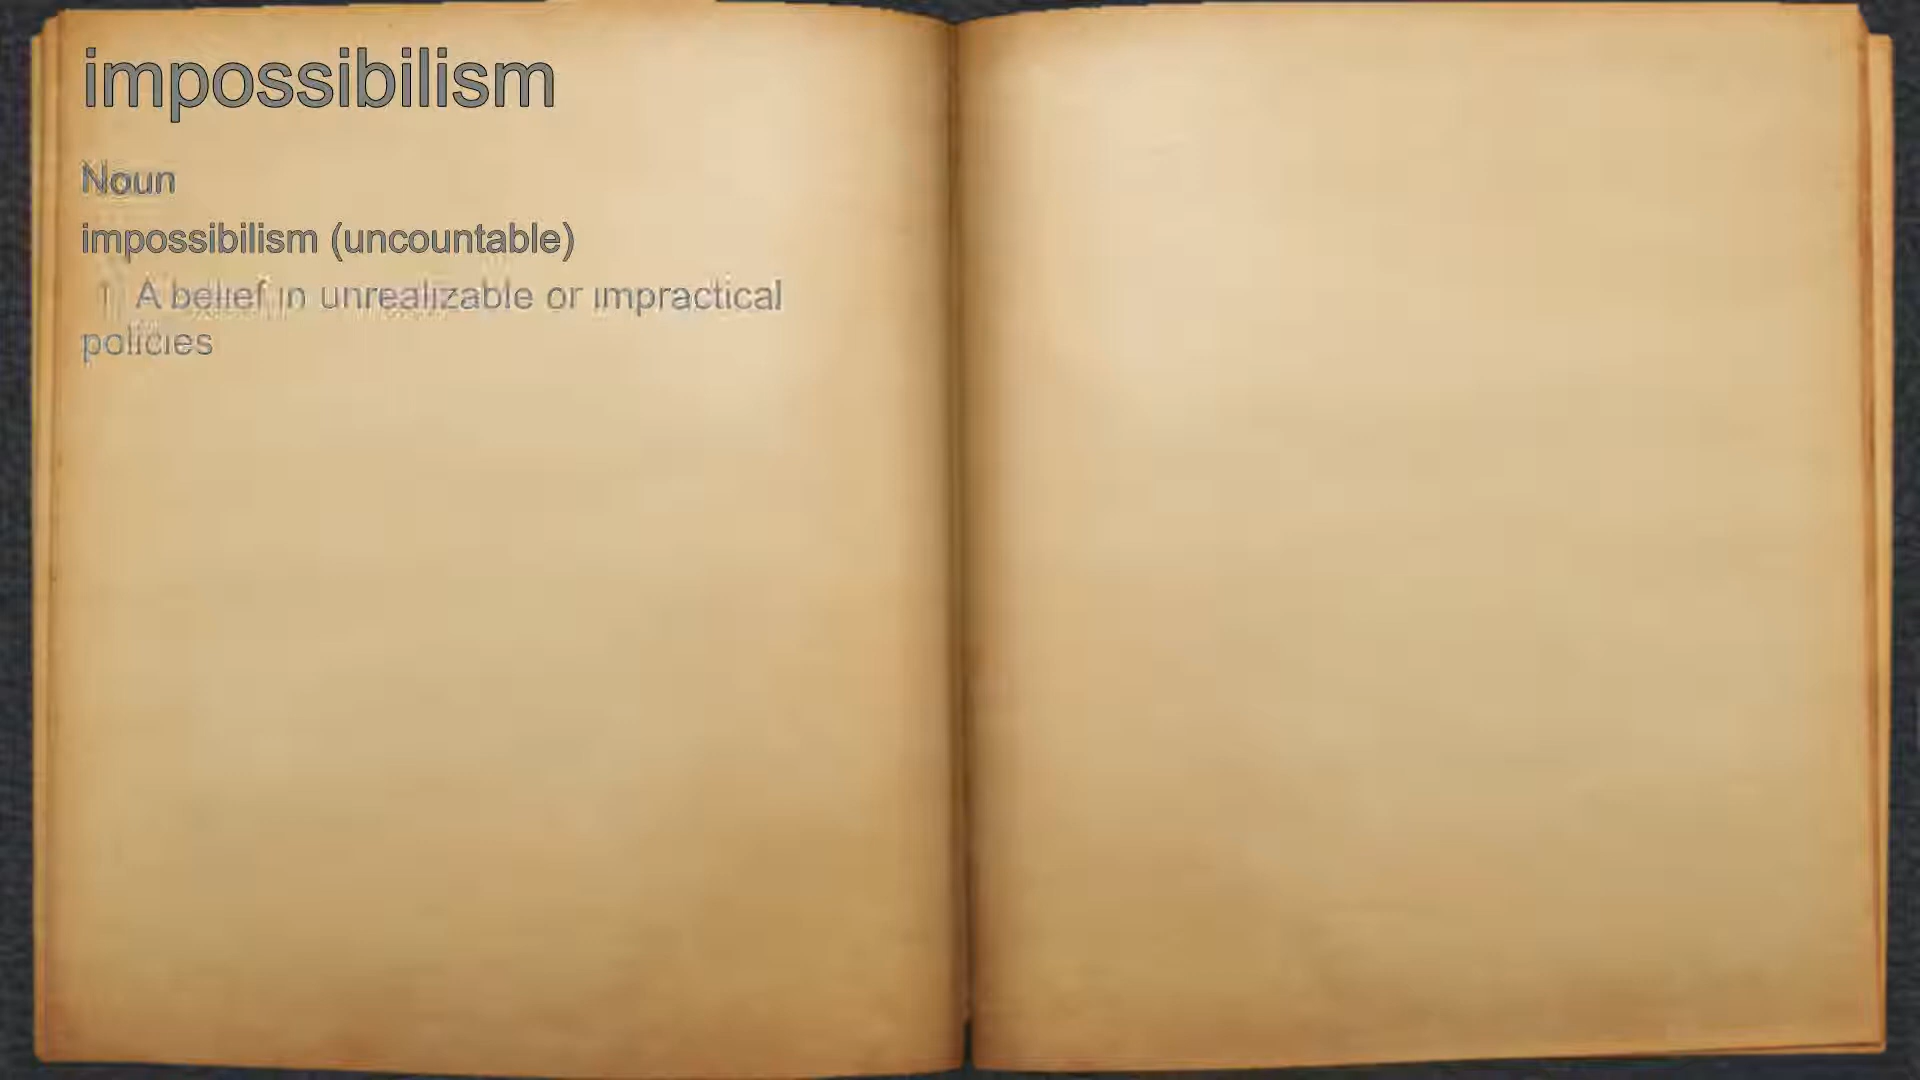 impossibilism
Noun
impossibilism (uncountable)
1. A belief in unrealizable or impractical
policies